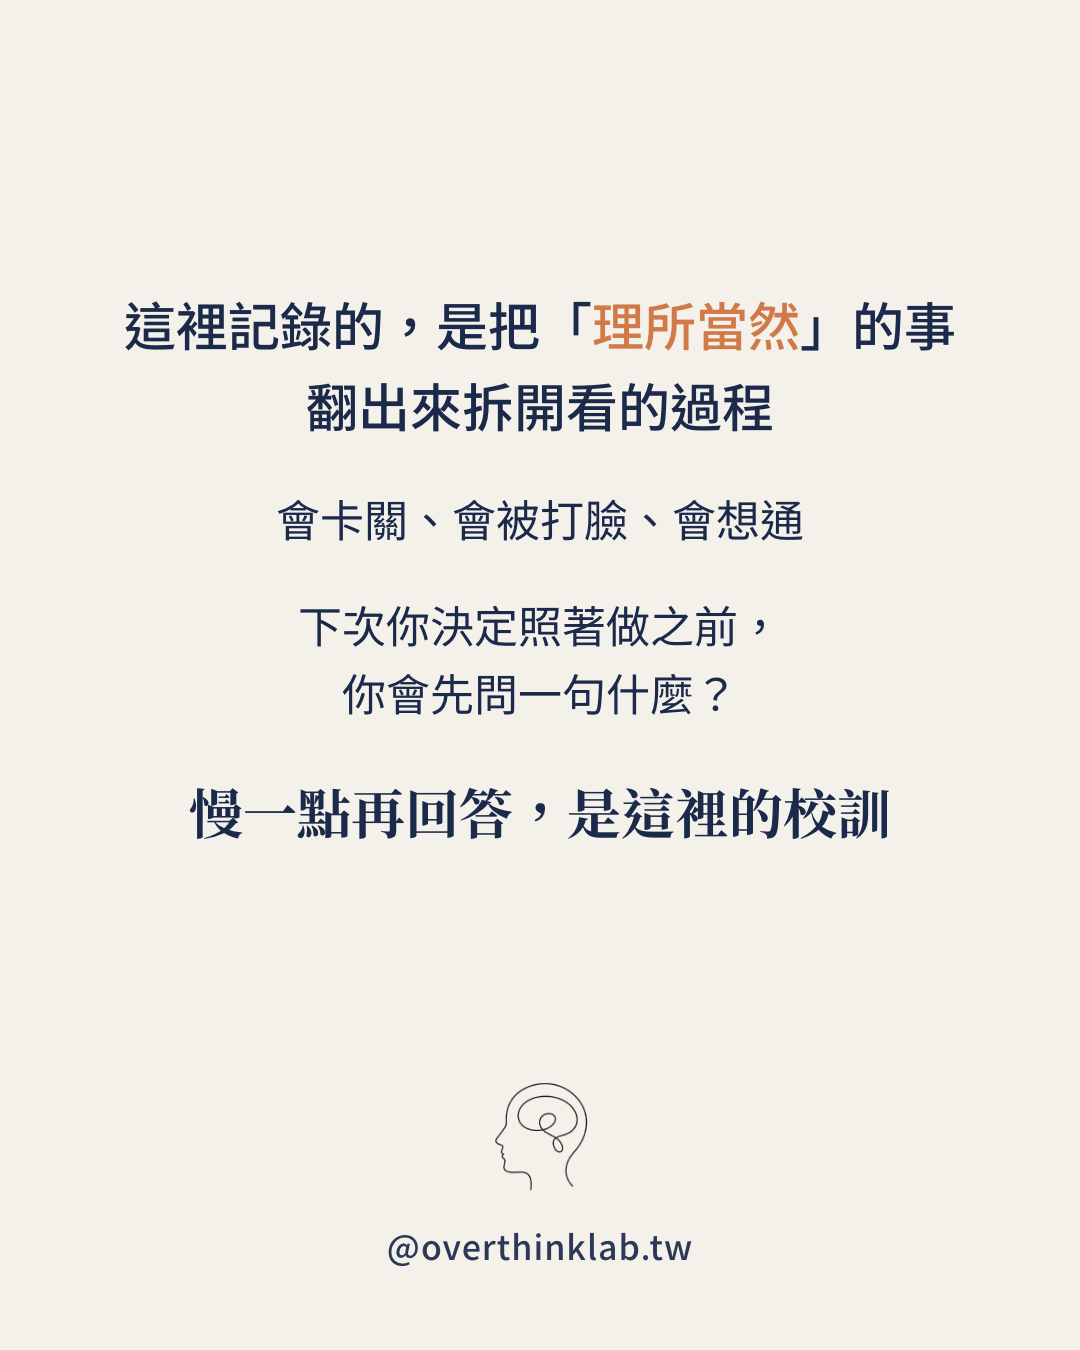 這裡記錄的，是把「理所當然」的事
翻出來拆開看的過程
會卡關、會被打臉、會想通
下次你決定照著做之前，
你會先問一句什麼？
慢一點再回答，是這裡的校訓
@overthinklab.tw